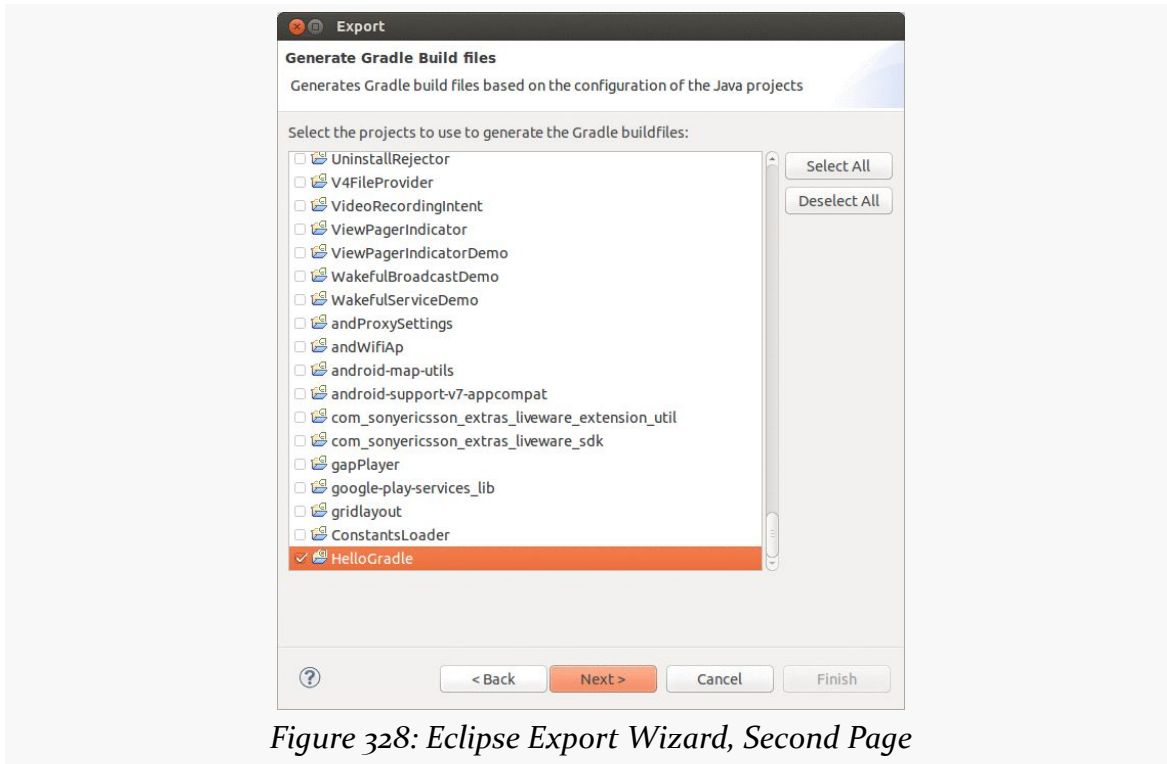 Export
Generate Gradle Build files
Generates Gradle build files based on the configuration of the Java projects
Select the projects to use to generate the Gradle buildfiles:
UninstallRejector
V4FileProvider
VideoRecordingIntent
ViewPagerIndicator
ViewPagerIndicatorDemo
WakefulBroadcastDemo
WakefulServiceDemo
andProxySettings
andWifiAp
android-map-utils
android-support-v7-appcompat
com_sonyericsson_extras_liveware_extension_util
com_sonyericsson_extras_liveware_sdk
gapPlayer
google-play-services_lib
gridlayout
ConstantsLoader
HelloGradle
Select All
Deselect All
?
< Back
Next >
Cancel
Finish
Figure 328: Eclipse Export Wizard, Second Page